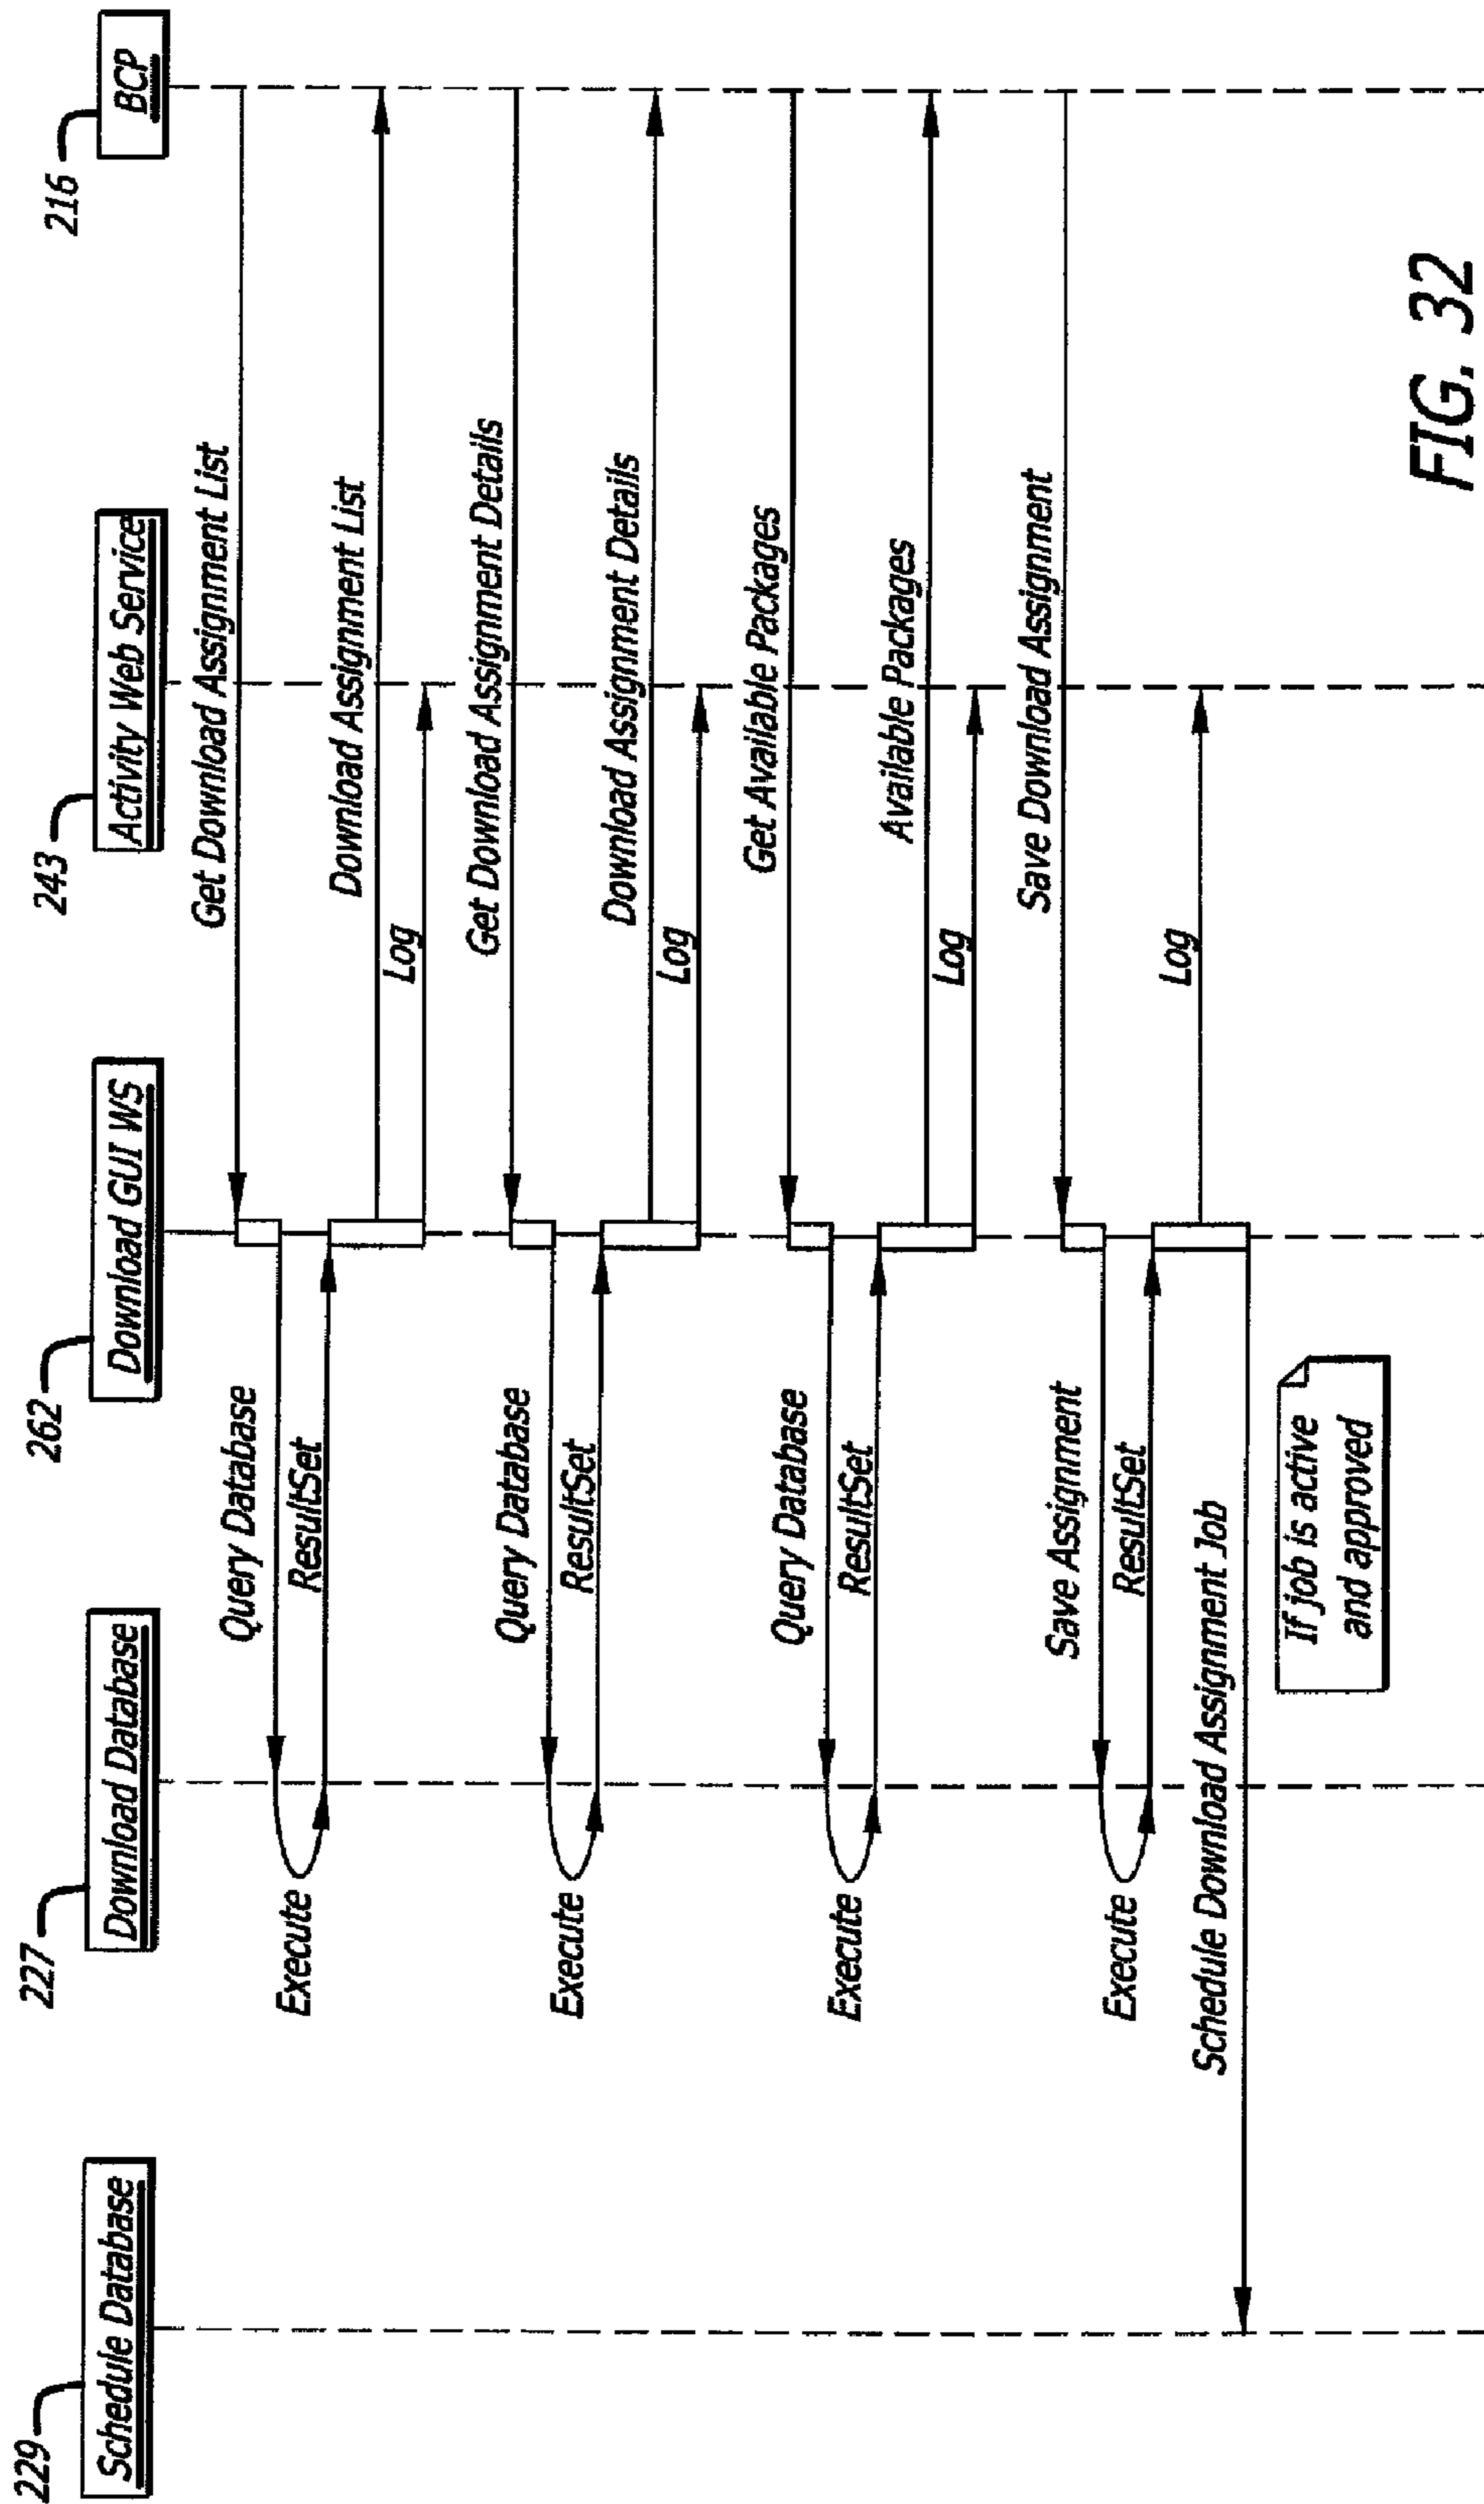 229
227
262
243
216
Schedule Database
Download Database
Download GUI WS
Activity Web Service
BCP
Get Download Assignment List
Query Database
Execute
ResultSet
Download Assignment List
Log
Get Download Assignment Details
Query Database
Execute
ResultSet
Download Assignment Details
Log
Get Available Packages
Query Database
Execute
ResultSet
Available Packages
Log
Save Download Assignment
Save Assignment
Execute
ResultSet
Log
Schedule Download Assignment Job
If job is active
and approved
FIG. 32